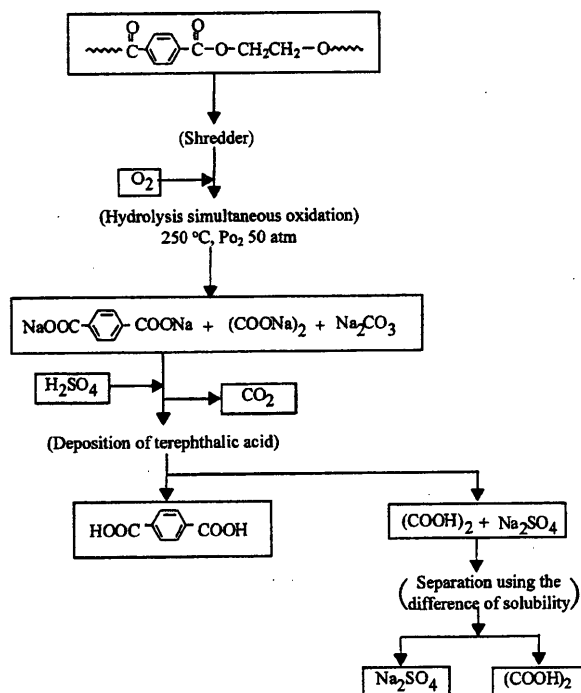 O O
C C–O–CH₂CH₂– O
(Shredder)
O₂
(Hydrolysis simultaneous oxidation)
250 °C, Po₂ 50 atm
NaOOC COONa + (COONa)₂ + Na₂CO₃
H₂SO₄
CO₂
(Deposition of terephthalic acid)
HOOC COOH
(COOH)₂ + Na₂SO₄
(Separation using the
difference of solubility)
Na₂SO₄ (COOH)₂